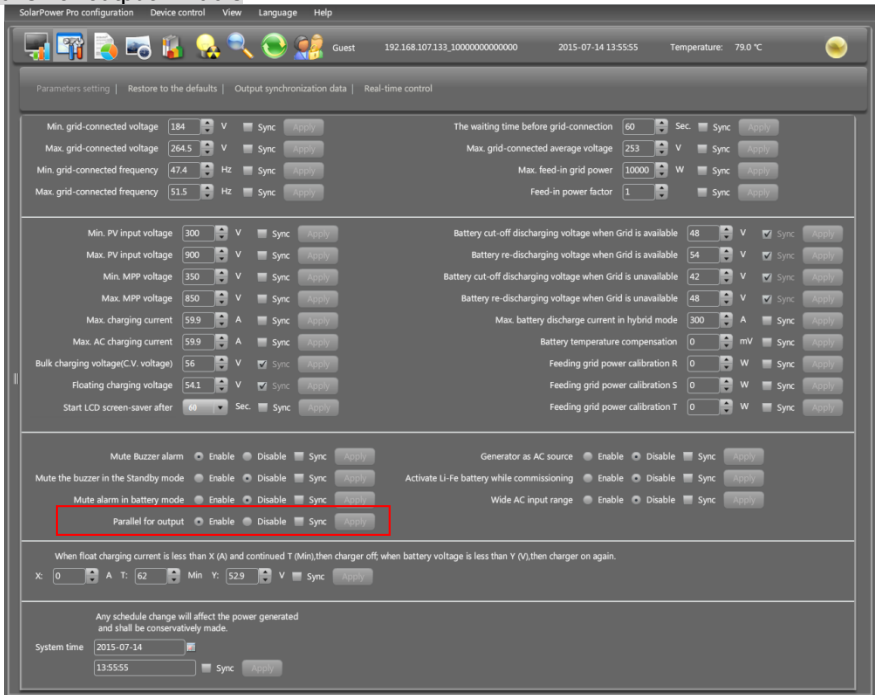 SolarPower Pro configuration Device control View Language Help
Guest 192.168.107.133_10000000000000 2015-07-14 13:55:55 Temperature: 79.0 ℃
Parameters setting | Restore to the defaults | Output synchronization data | Real-time control
Min. grid-connected voltage 184 V Sync Apply
The waiting time before grid-connection 60 Sec. Sync Apply
Max. grid-connected voltage 264.5 V Sync Apply
Max. grid-connected average voltage 253 V Sync Apply
Min. grid-connected frequency 47.4 Hz Sync Apply
Max. feed-in grid power 10000 W Sync Apply
Max. grid-connected frequency 51.5 Hz Sync Apply
Feed-in power factor 1 Sync Apply
Min. PV input voltage 300 V Sync Apply
Battery cut-off discharging voltage when Grid is available 48 V Sync Apply
Max. PV input voltage 900 V Sync Apply
Battery re-discharging voltage when Grid is available 54 V Sync Apply
Min. MPP voltage 350 V Sync Apply
Battery cut-off discharging voltage when Grid is unavailable 42 V Sync Apply
Max. MPP voltage 850 V Sync Apply
Battery re-discharging voltage when Grid is unavailable 48 V Sync Apply
Max. charging current 59.9 A Sync Apply
Max. battery discharge current in hybrid mode 300 A Sync Apply
Max. AC charging current 59.9 A Sync Apply
Battery temperature compensation 0 mV Sync Apply
Bulk charging voltage(C.V. voltage) 56 V Sync Apply
Feeding grid power calibration R 0 W Sync Apply
Floating charging voltage 54.1 V Sync Apply
Feeding grid power calibration S 0 W Sync Apply
Start LCD screen-saver after 60 Sec. Sync Apply
Feeding grid power calibration T 0 W Sync Apply
Mute Buzzer alarm Enable Disable Sync Apply
Generator as AC source Enable Disable Sync Apply
Mute the buzzer in the Standby mode Enable Disable Sync Apply
Activate Li-Fe battery while commissioning Enable Disable Sync Apply
Mute alarm in battery mode Enable Disable Sync Apply
Wide AC input range Enable Disable Sync Apply
Parallel for output Enable Disable Sync Apply
When float charging current is less than X (A) and continued T (Min),then charger off; when battery voltage is less than Y (V),then charger on again.
X: 0 A T: 62 Min Y: 52.9 V Sync Apply
Any schedule change will affect the power generated
and shall be conservatively made.
System time 2015-07-14
13:55:55 Sync Apply